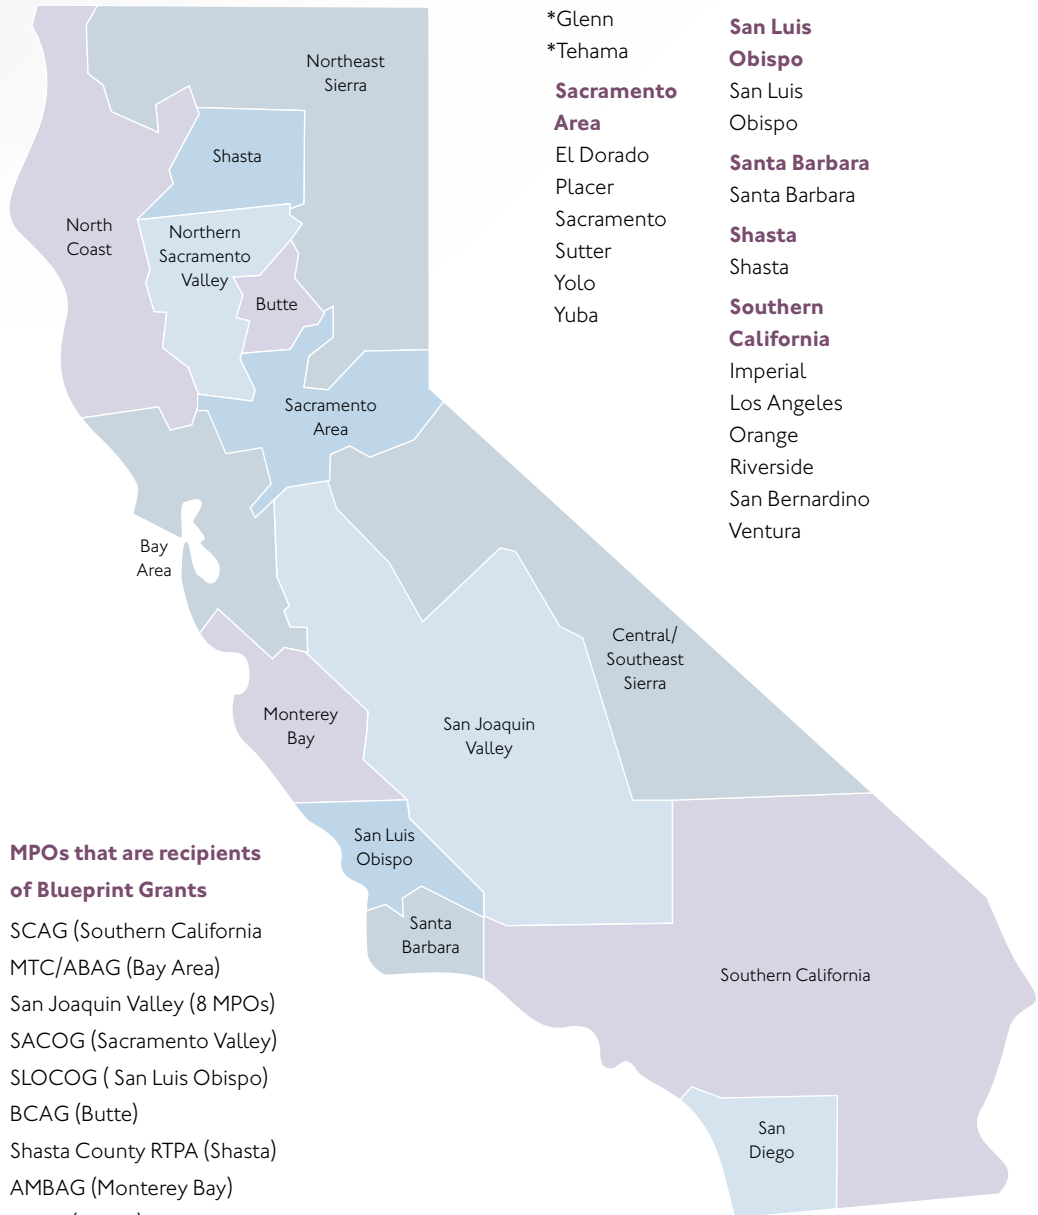 Northeast
Sierra
Shasta
North
Coast
Northern
Sacramento
Valley
Butte
Sacramento
Area
Bay
Area
Central/
Southeast
Sierra
Monterey
Bay
San Joaquin
Valley
San Luis
Obispo
Santa
Barbara
Southern California
San
Diego
*Glenn
*Tehama
Sacramento
Area
El Dorado
Placer
Sacramento
Sutter
Yolo
Yuba
San Luis
Obispo
San Luis
Obispo
Santa Barbara
Santa Barbara
Shasta
Shasta
Southern
California
Imperial
Los Angeles
Orange
Riverside
San Bernardino
Ventura
MPOs that are recipients
of Blueprint Grants
SCAG (Southern California
MTC/ABAG (Bay Area)
San Joaquin Valley (8 MPOs)
SACOG (Sacramento Valley)
SLOCOG ( San Luis Obispo)
BCAG (Butte)
Shasta County RTPA (Shasta)
AMBAG (Monterey Bay)